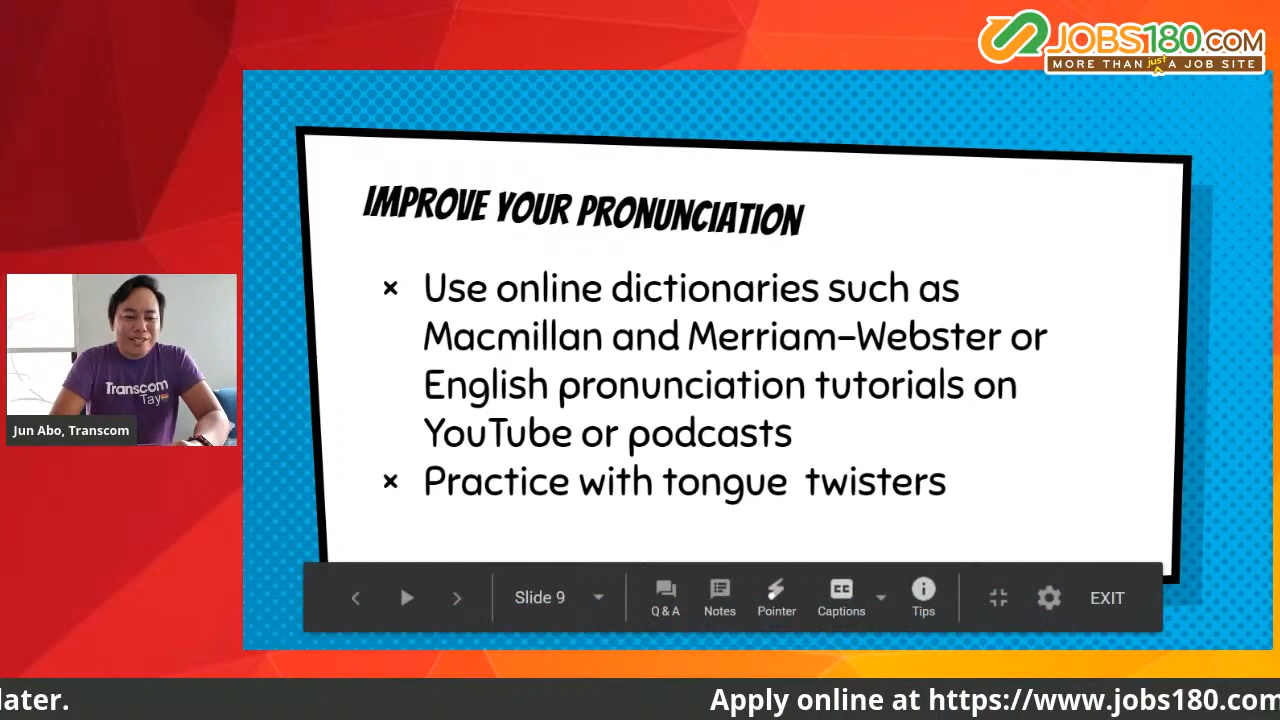 JOBS180.COM
MORE THAN just A JOB SITE
IMPROVE YOUR PRONUNCIATION
× Use online dictionaries such as
Macmillan and Merriam-Webster or
English pronunciation tutorials on
YouTube or podcasts
× Practice with tongue twisters
Transcom
Tayo
Jun Abo, Transcom
Slide 9
Q & A
Notes
Pointer
CC
Captions
Tips
EXIT
later.
Apply online at https://www.jobs180.com